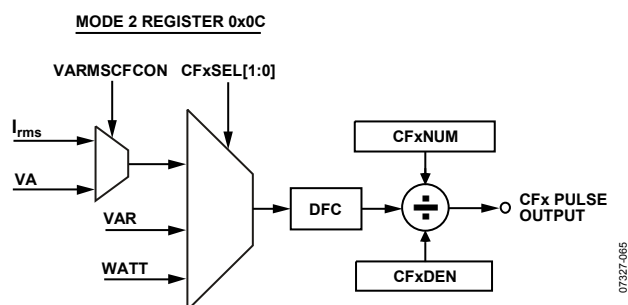 MODE 2 REGISTER 0x0C
VARMSCFCON CFxSEL[1:0]
Irms
VA
VAR
WATT
DFC
CFxNUM
÷
CFxDEN
CFx PULSE
OUTPUT
07327-065